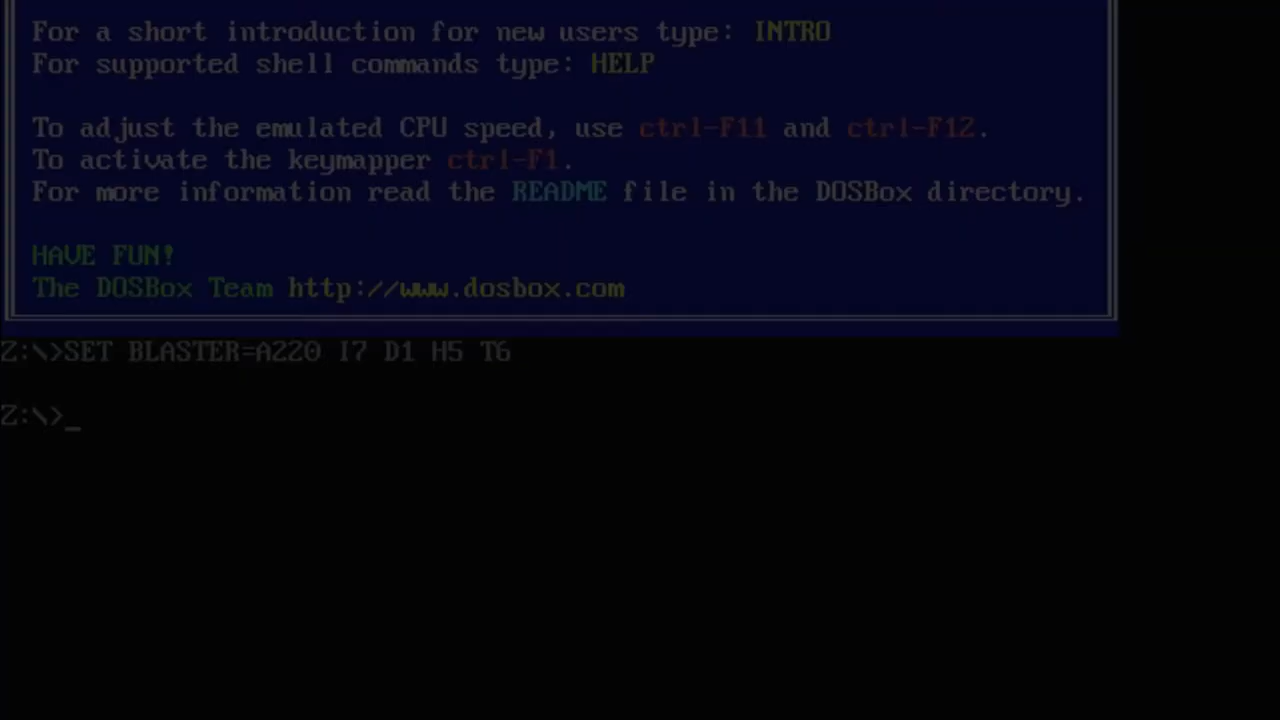 For a short introduction for new users type: INTRO
For supported shell commands type: HELP
To adjust the emulated CPU speed, use ctrl-F11 and ctrl-F12.
To activate the keymapper ctrl-F1.
For more information read the README file in the DOSBox directory.
HAVE FUN!
The DOSBox Team http://www.dosbox.com
Z:\>SET BLASTER=A220 I7 D1 H5 T6
Z:\>_